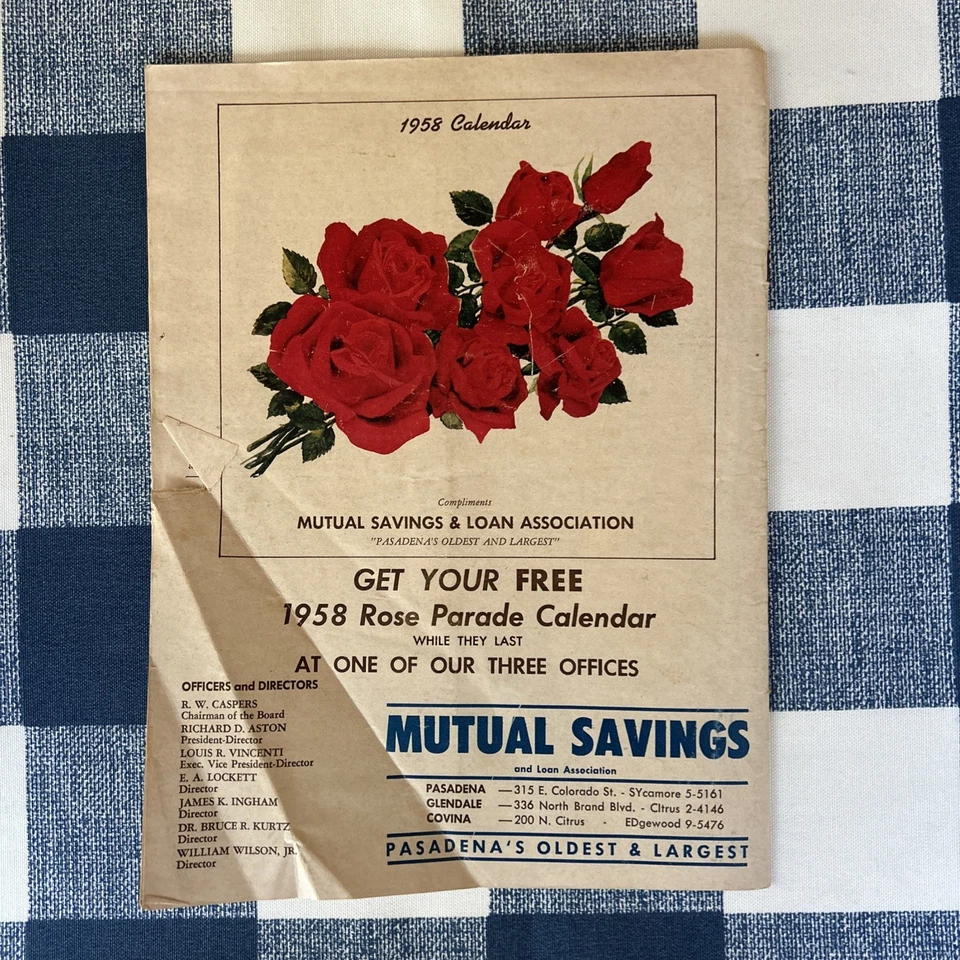 1958 Calendar
Compliments
MUTUAL SAVINGS & LOAN ASSOCIATION
"PASADENA'S OLDEST AND LARGEST"
GET YOUR FREE
1958 Rose Parade Calendar
WHILE THEY LAST
AT ONE OF OUR THREE OFFICES
OFFICERS and DIRECTORS
R. W. CASPERS
Chairman of the Board
RICHARD D. ASTON
President-Director
LOUIS R. VINCENTI
Exec. Vice President-Director
E. A. LOCKETT
Director
JAMES K. INGHAM
Director
DR. BRUCE R. KURTZ
Director
WILLIAM WILSON, JR.
Director
MUTUAL SAVINGS
and Loan Association
PASADENA — 315 E. Colorado St. - SYcamore 5-5161
GLENDALE — 336 North Brand Blvd. - CItrus 2-4146
COVINA — 200 N. Citrus - EDgewood 9-5476
PASADENA'S OLDEST & LARGEST